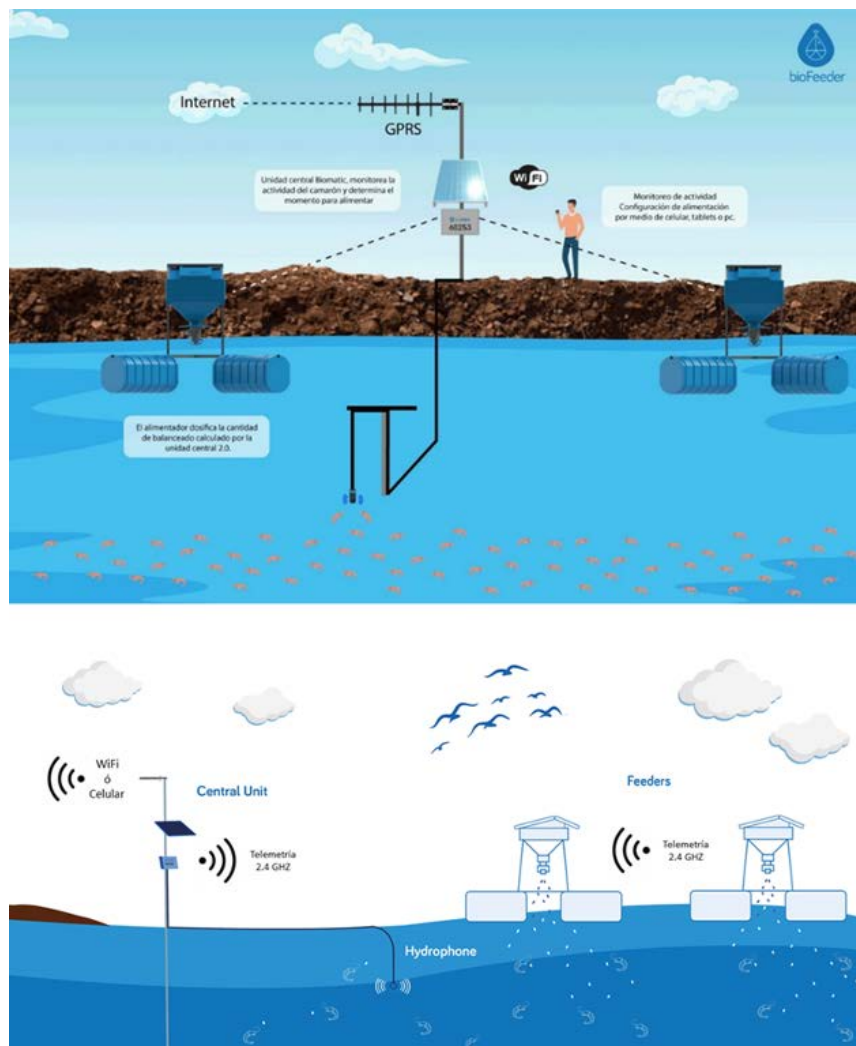 bioFeeder
Internet
GPRS
Unidad central Biomatic, monitorea la
actividad del camarón y determina el
momento para alimentar
WiFi
Monitoreo de actividad
Configuración de alimentación
por medio de celular, tablets o pc.
El alimentador dosifica la cantidad
de balanceado calculado por la
unidad central 2.0.
WiFi
ó
Celular
Central Unit
Feeders
Telemetría
2.4 GHZ
Telemetría
2.4 GHZ
Hydrophone